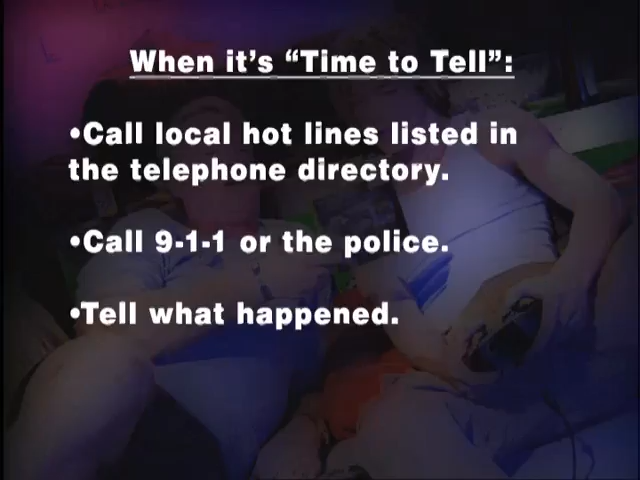 When it's “Time to Tell”:
•Call local hot lines listed in
the telephone directory.
•Call 9-1-1 or the police.
•Tell what happened.